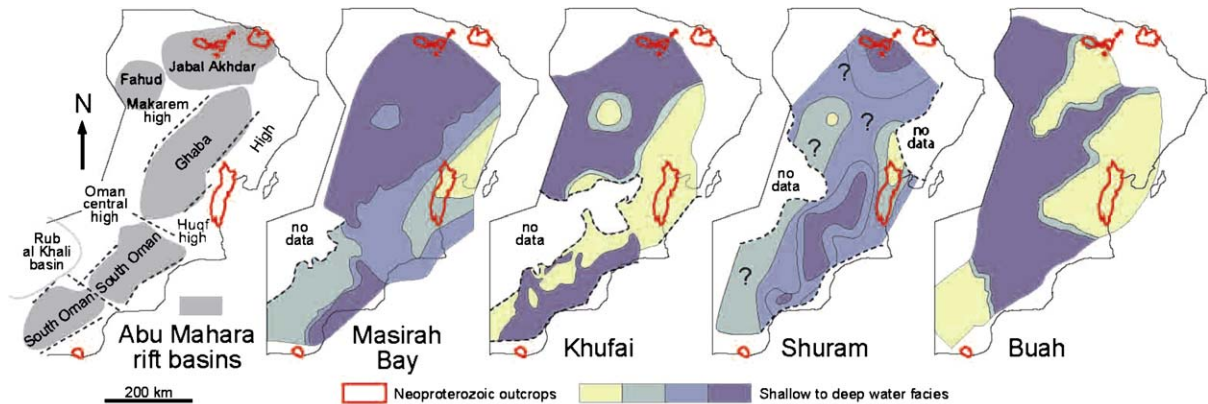 N
Fahud
Jabal Akhdar
Makarem
high
Ghaba
High
Oman
central
high
Huqf
high
Rub
al Khali
basin
South Oman
South Oman
Abu Mahara
rift basins
200 km
no
data
Masirah
Bay
no
data
Khufai
?
?
?
no
data
no
data
?
Shuram
Buah
Neoproterozoic outcrops
Shallow to deep water facies